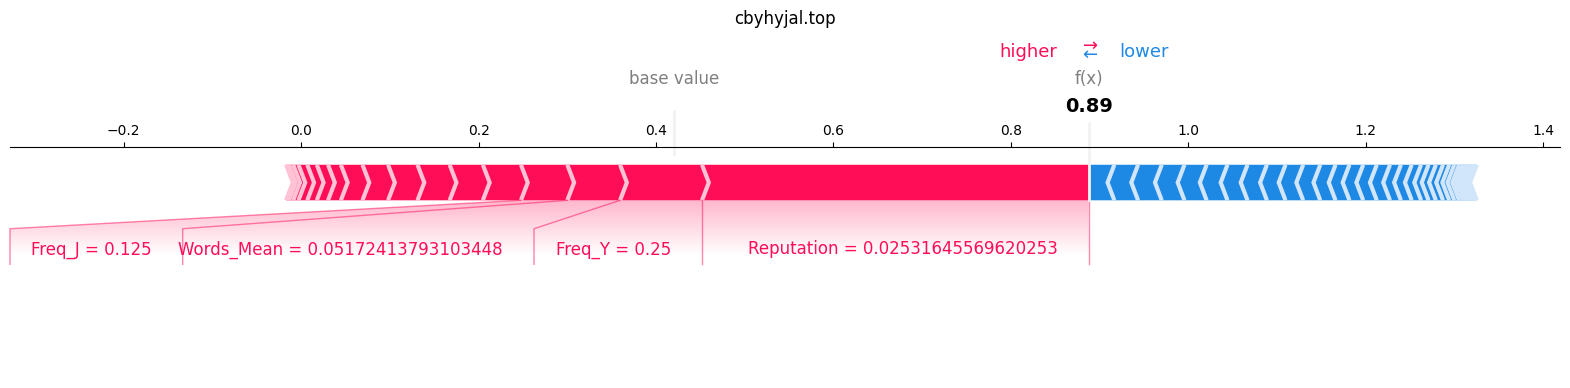 cbyhyjal.top
higher ⇄ lower
base value
f(x)
0.89
−0.2 0.0 0.2 0.4 0.6 0.8 1.0 1.2 1.4
Freq_J = 0.125 Words_Mean = 0.05172413793103448 Freq_Y = 0.25 Reputation = 0.02531645569620253